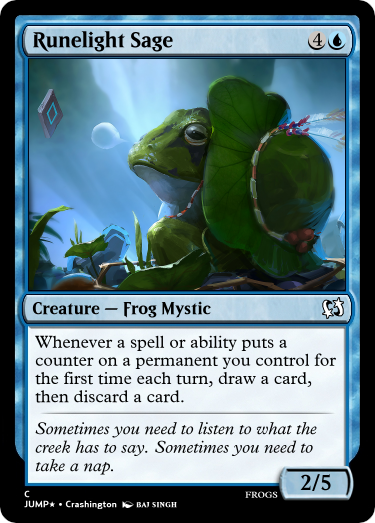 Runelight Sage 4
Creature — Frog Mystic
Whenever a spell or ability puts a
counter on a permanent you control for
the first time each turn, draw a card,
then discard a card.
Sometimes you need to listen to what the
creek has to say. Sometimes you need to
take a nap.
2/5
C FROGS
JUMP★ • Crashington BAJ SINGH